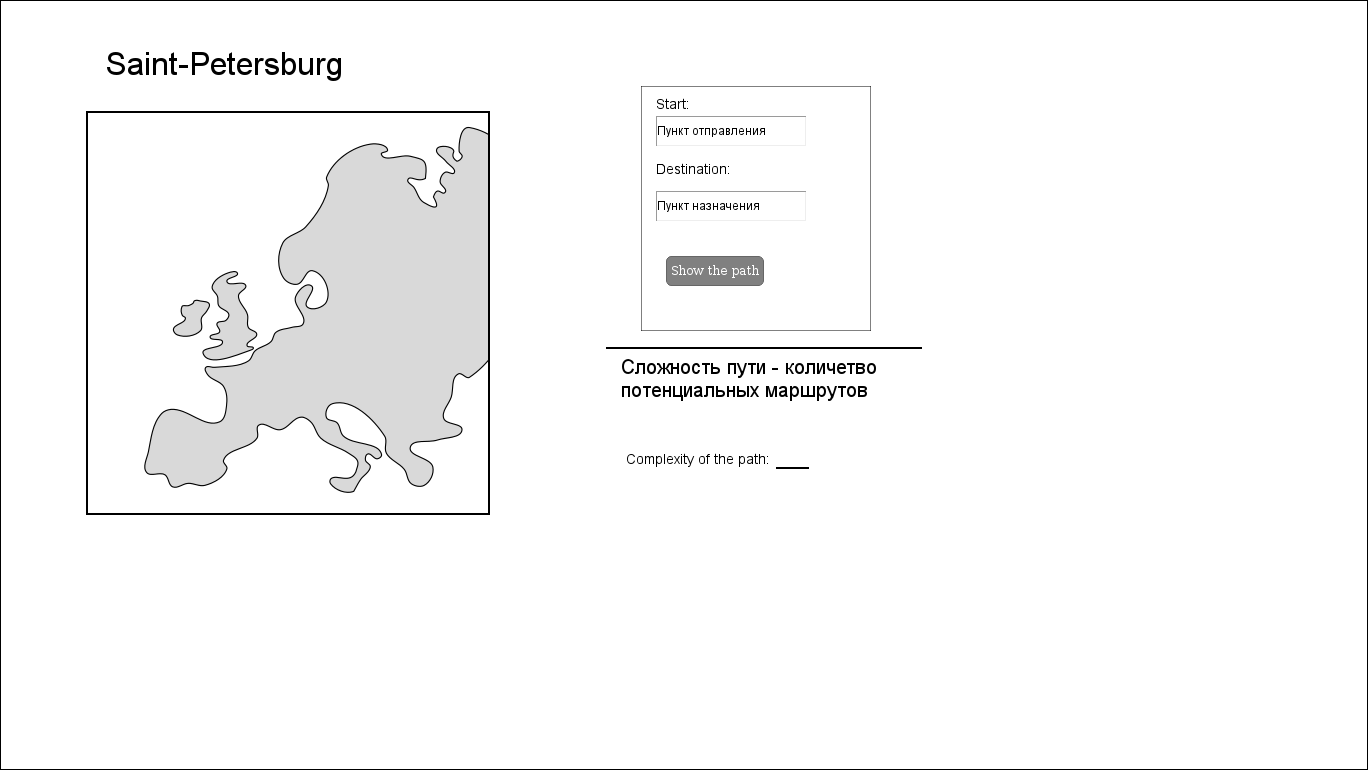 Saint-Petersburg
Start:
Пункт отправления
Destination:
Пункт назначения
Show the path
Сложность пути - количетво
потенциальных маршрутов
Complexity of the path: